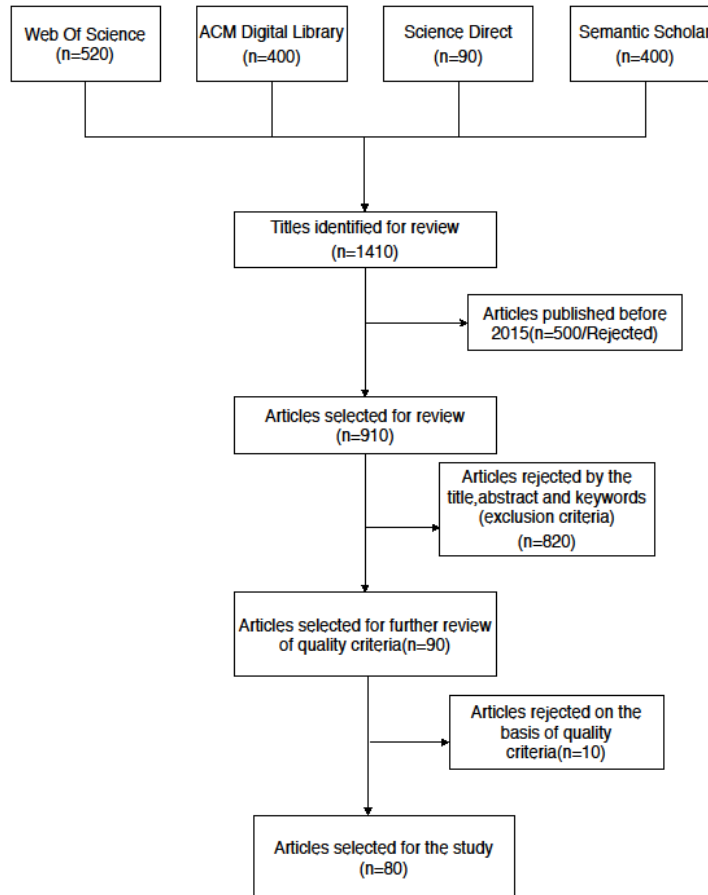 Web Of Science
(n=520)
ACM Digital Library
(n=400)
Science Direct
(n=90)
Semantic Scholar
(n=400)
Titles identified for review
(n=1410)
Articles published before
2015(n=500/Rejected)
Articles selected for review
(n=910)
Articles rejected by the
title,abstract and keywords
(exclusion criteria)
(n=820)
Articles selected for further review
of quality criteria(n=90)
Articles rejected on the
basis of quality
criteria(n=10)
Articles selected for the study
(n=80)